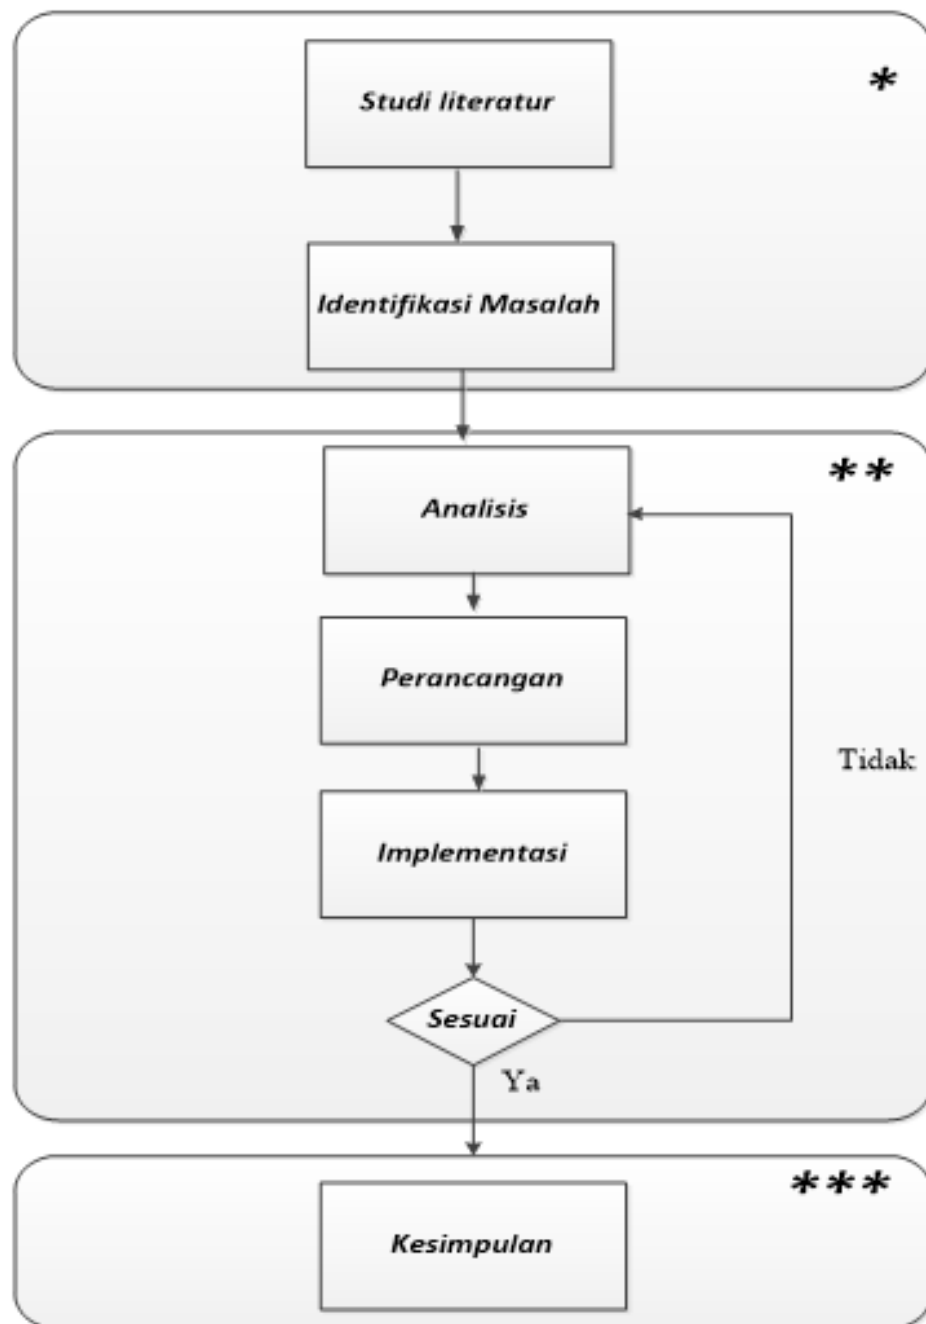 *
Studi literatur
Identifikasi Masalah
**
Analisis
Perancangan
Tidak
Implementasi
Sesuai
Ya
***
Kesimpulan